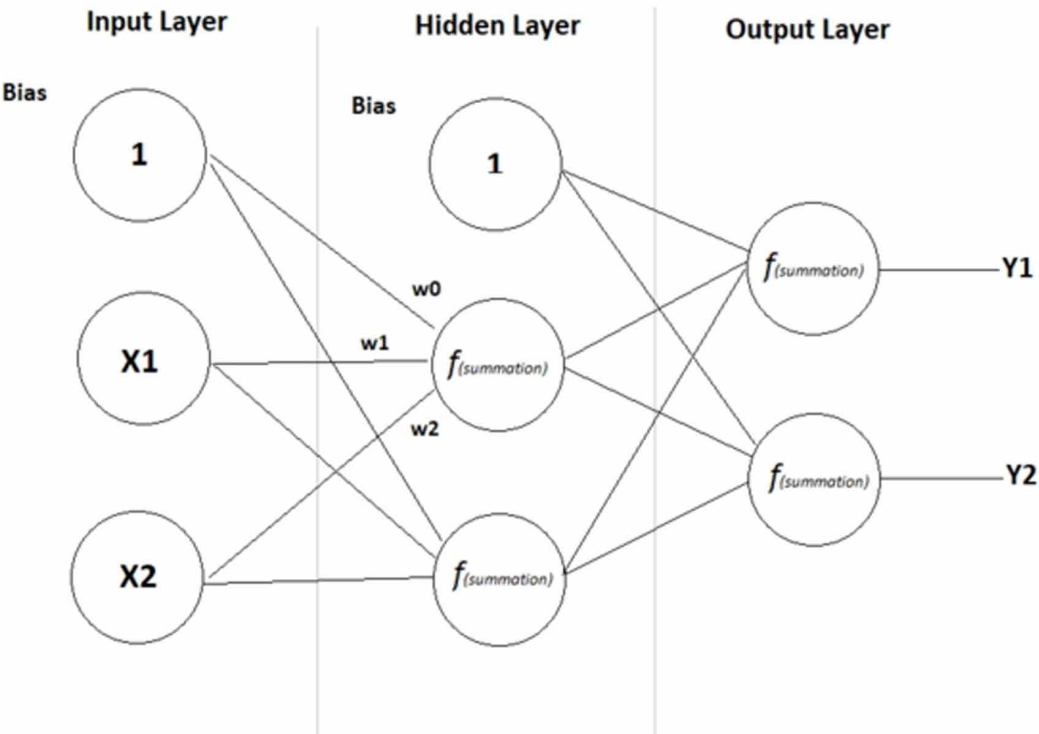 Input Layer
Hidden Layer
Output Layer
Bias
1
Bias
1
f(summation)
Y1
w0
w1
X1
f(summation)
w2
f(summation)
Y2
X2
f(summation)